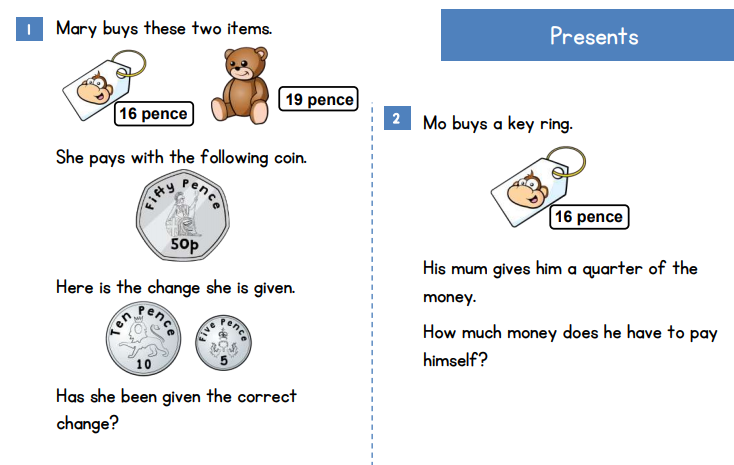 Presents
1
Mary buys these two items.
16 pence
19 pence
She pays with the following coin.
Fifty Pence
50p
Here is the change she is given.
Ten Pence
10
Five Pence
5
Has she been given the correct
change?
2
Mo buys a key ring.
16 pence
His mum gives him a quarter of the
money.
How much money does he have to pay
himself?